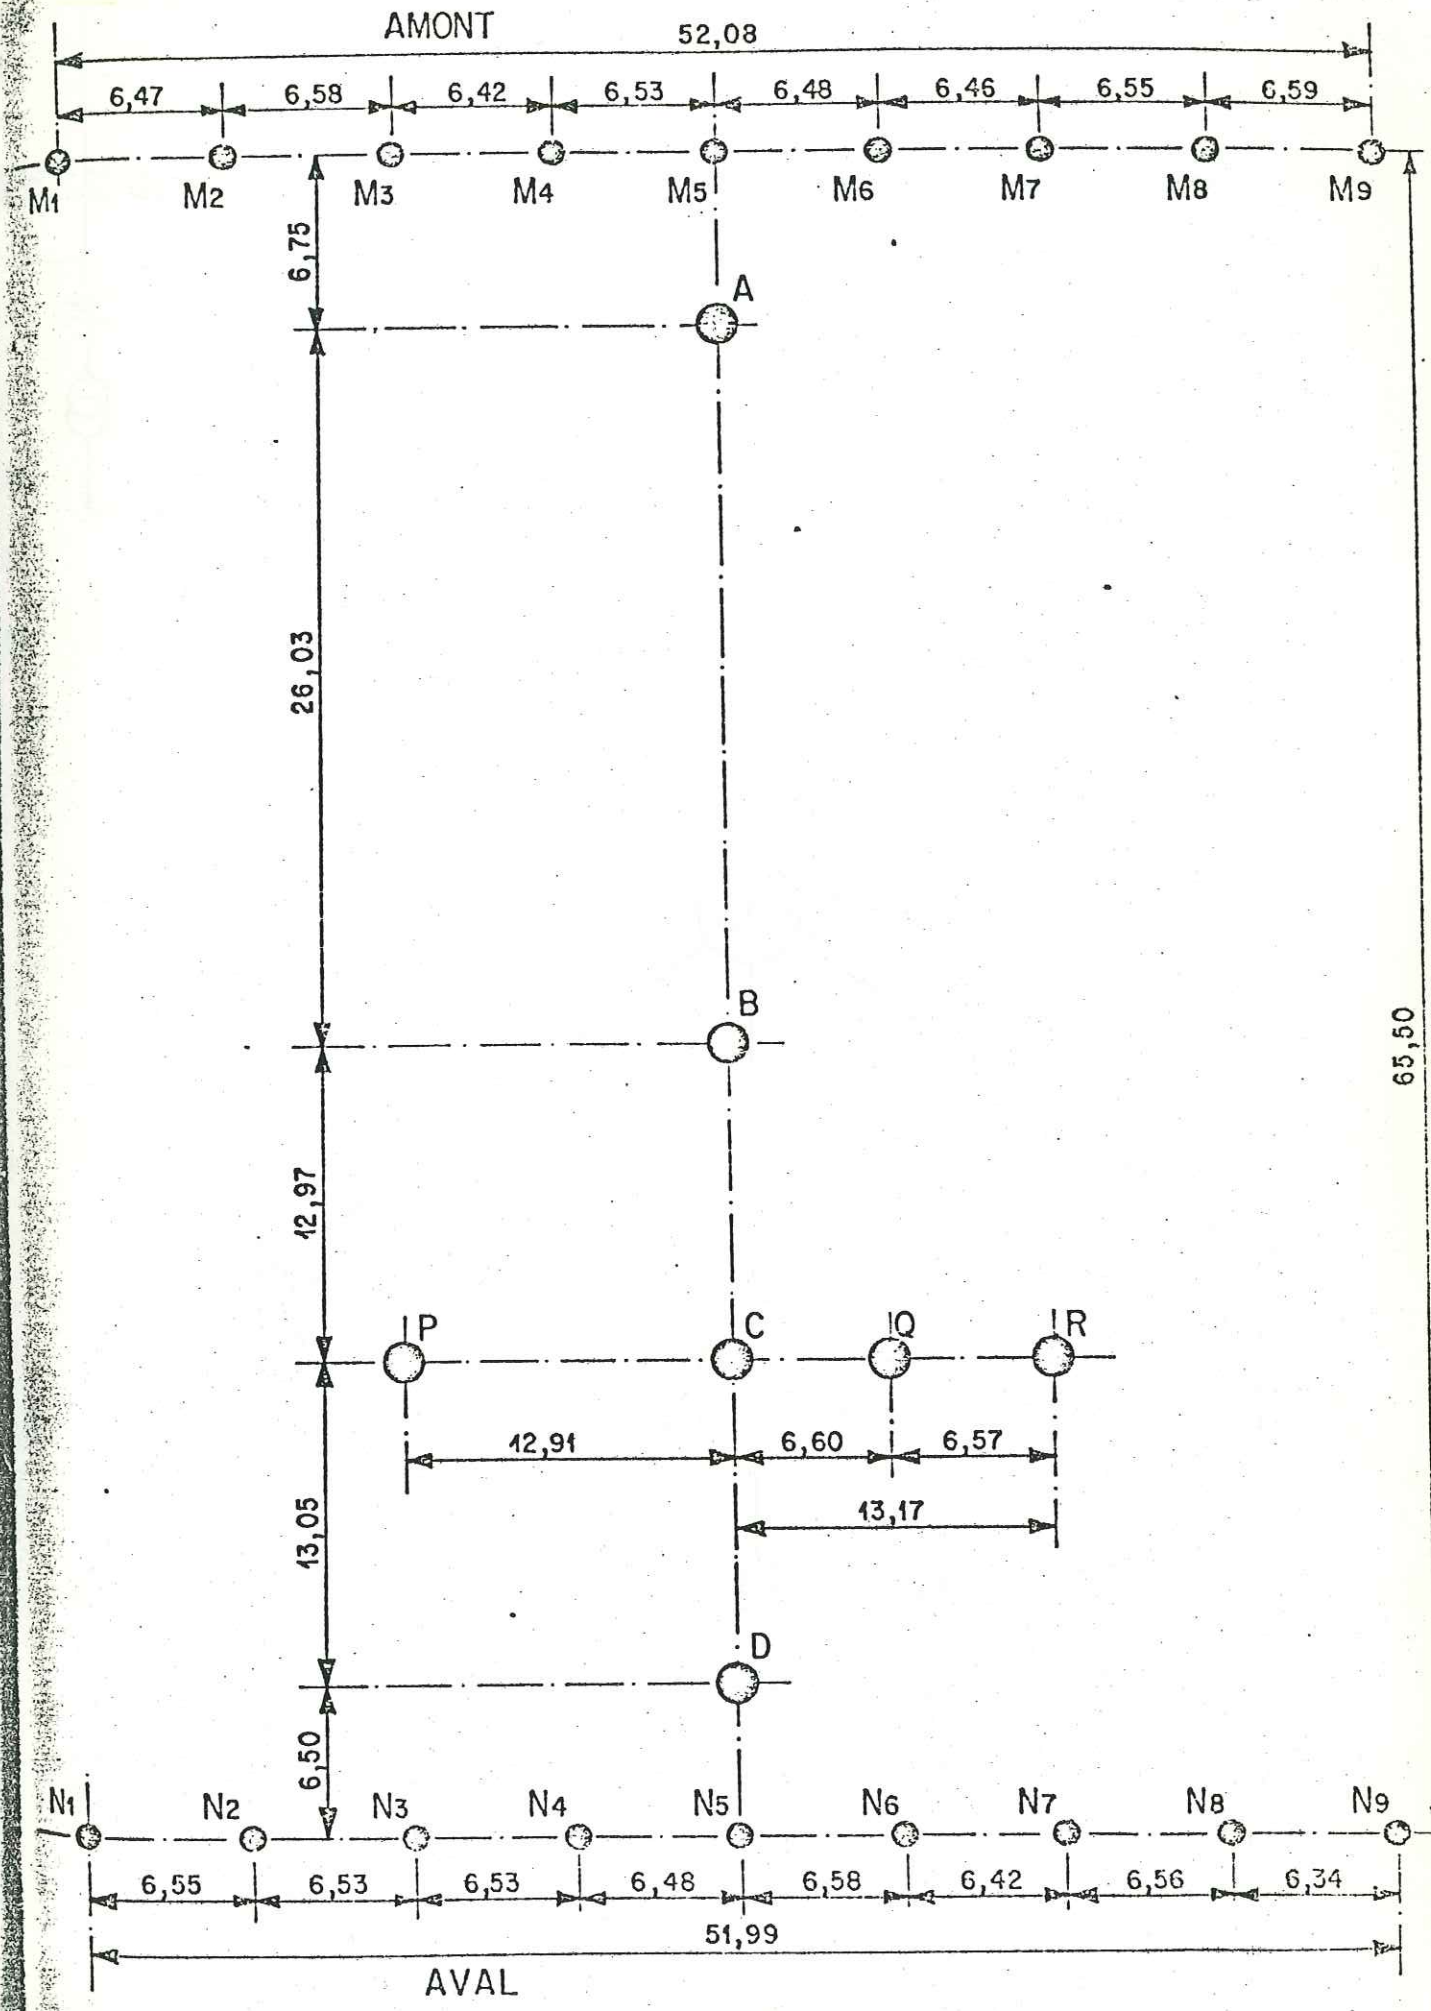 AMONT
52,08
6,47 6,58 6,42 6,53 6,48 6,46 6,55 6,59
M1 M2 M3 M4 M5 M6 M7 M8 M9
6,75
A
26,03
B
65,50
12,97
P C Q R
12,91 6,60 6,57
13,17
13,05
D
6,50
N1 N2 N3 N4 N5 N6 N7 N8 N9
6,55 6,53 6,53 6,48 6,58 6,42 6,56 6,34
51,99
AVAL